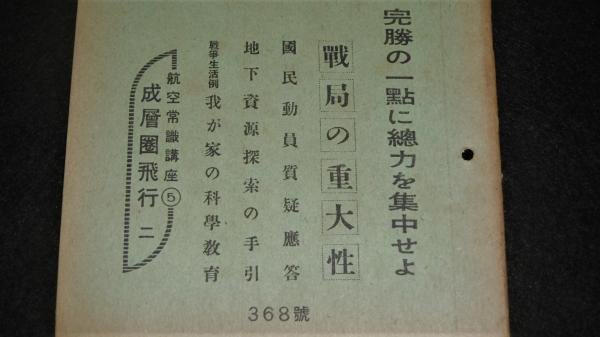 完勝の一點に總力を集中せよ
戰局の重大性
國民動員質疑應答
地下資源探索の手引
戰爭生活例 我が家の科學敎育
航空常識講座⑤
成層圈飛行 二
368號